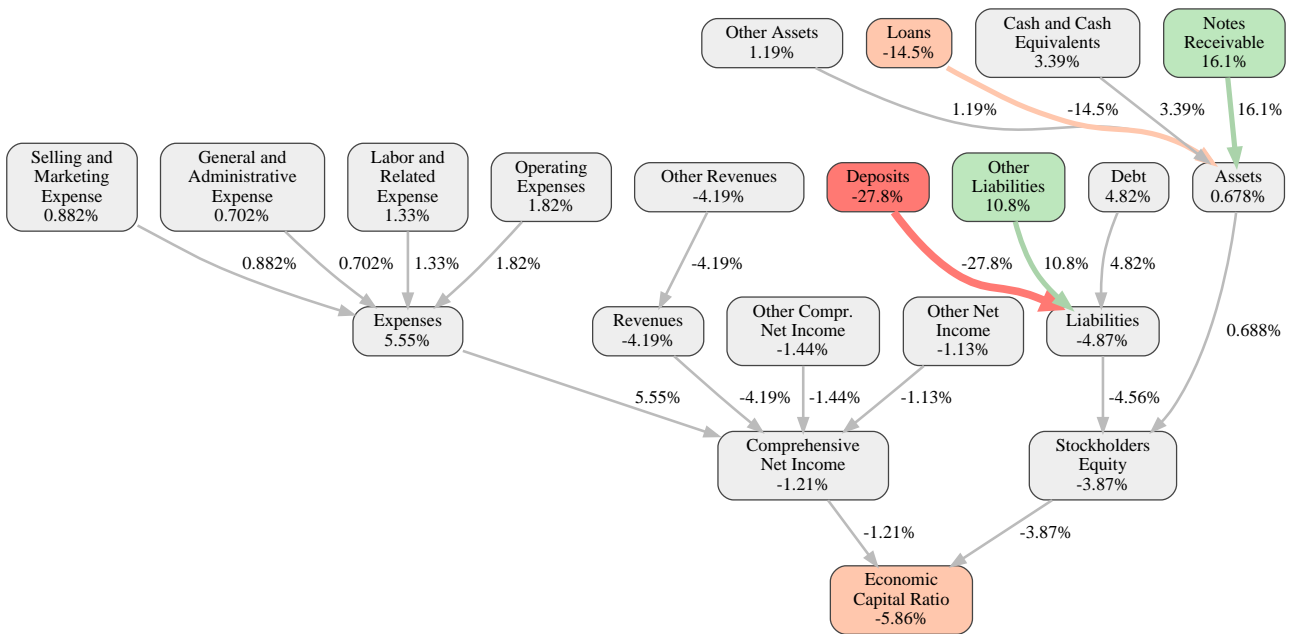 Other Assets
1.19%
Loans
-14.5%
Cash and Cash
Equivalents
3.39%
Notes
Receivable
16.1%
1.19%
-14.5%
3.39%
16.1%
Selling and
Marketing
Expense
0.882%
General and
Administrative
Expense
0.702%
Labor and
Related
Expense
1.33%
Operating
Expenses
1.82%
Other Revenues
-4.19%
Deposits
-27.8%
Other
Liabilities
10.8%
Debt
4.82%
Assets
0.678%
0.882%
0.702%
1.33%
1.82%
-4.19%
-27.8%
10.8%
4.82%
Expenses
5.55%
Revenues
-4.19%
Other Compr.
Net Income
-1.44%
Other Net
Income
-1.13%
Liabilities
-4.87%
0.688%
5.55%
-4.19%
-1.44%
-1.13%
-4.56%
Comprehensive
Net Income
-1.21%
Stockholders
Equity
-3.87%
-1.21%
-3.87%
Economic
Capital Ratio
-5.86%